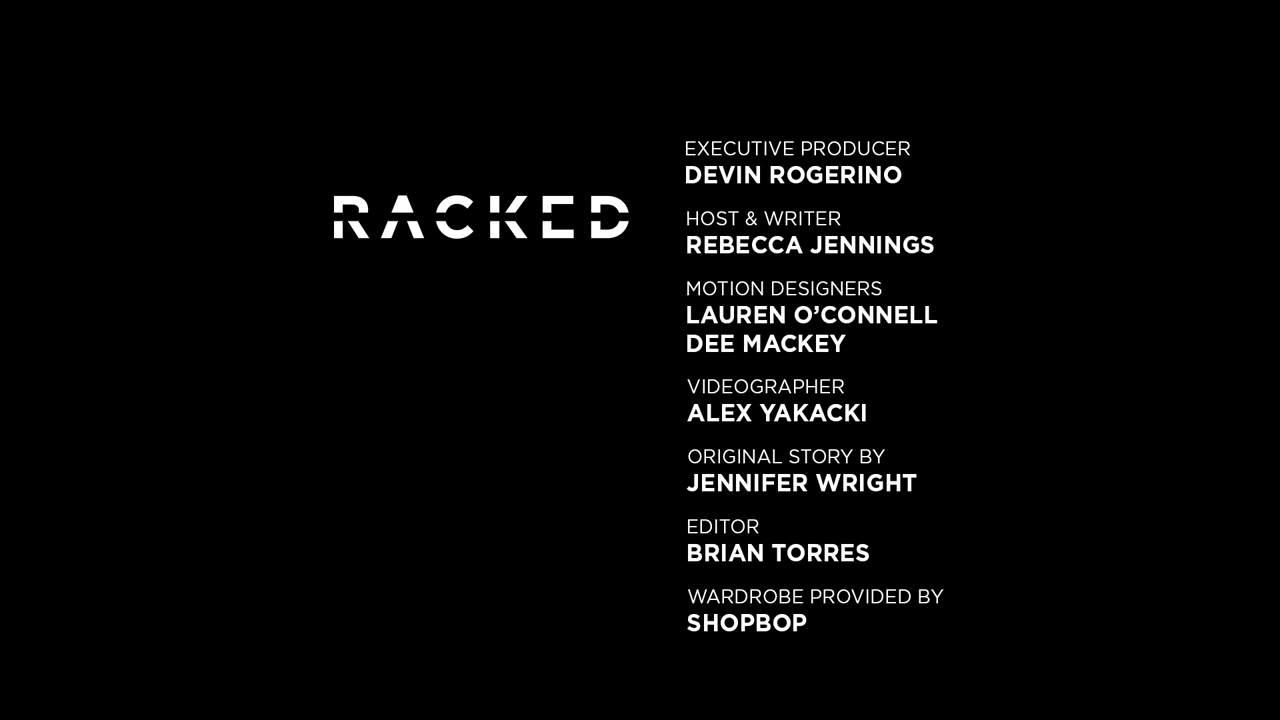 RACKED
EXECUTIVE PRODUCER
DEVIN ROGERINO
HOST & WRITER
REBECCA JENNINGS
MOTION DESIGNERS
LAUREN O’CONNELL
DEE MACKEY
VIDEOGRAPHER
ALEX YAKACKI
ORIGINAL STORY BY
JENNIFER WRIGHT
EDITOR
BRIAN TORRES
WARDROBE PROVIDED BY
SHOPBOP